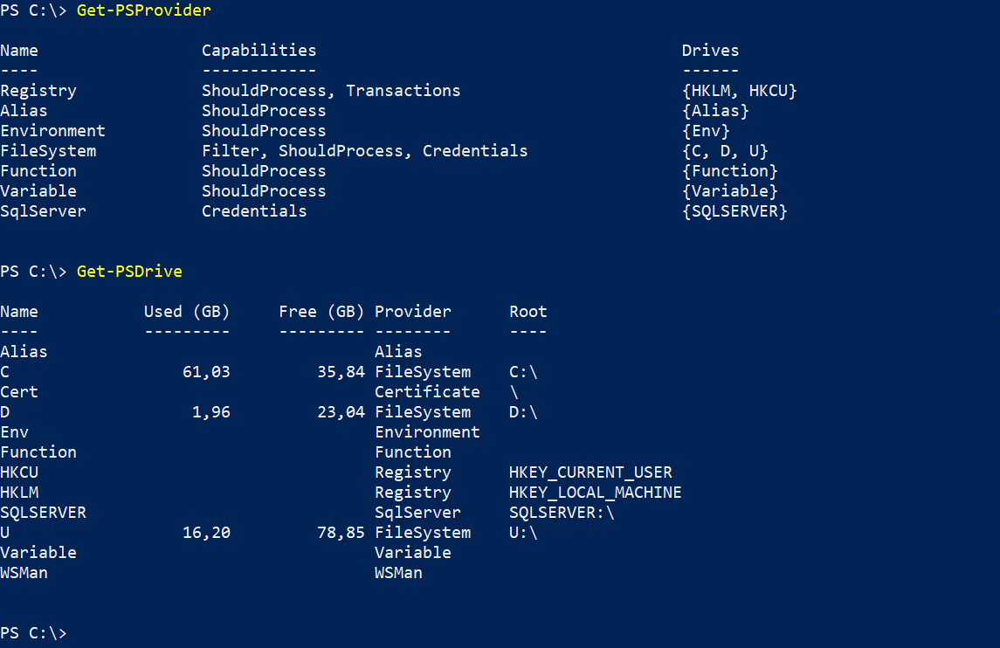 PS C:\> Get-PSProvider
Name                 Capabilities                                      Drives
----                 ------------                                      ------
Registry             ShouldProcess, Transactions                       {HKLM, HKCU}
Alias                ShouldProcess                                     {Alias}
Environment          ShouldProcess                                     {Env}
FileSystem           Filter, ShouldProcess, Credentials                {C, D, U}
Function             ShouldProcess                                     {Function}
Variable             ShouldProcess                                     {Variable}
SqlServer            Credentials                                       {SQLSERVER}
PS C:\> Get-PSDrive
Name           Used (GB)     Free (GB) Provider      Root
----           ---------     --------- --------      ----
Alias                                  Alias
C                  61,03         35,84 FileSystem    C:\
Cert                                   Certificate   \
D                   1,96         23,04 FileSystem    D:\
Env                                    Environment
Function                               Function
HKCU                                   Registry      HKEY_CURRENT_USER
HKLM                                   Registry      HKEY_LOCAL_MACHINE
SQLSERVER                              SqlServer     SQLSERVER:\
U                  16,20         78,85 FileSystem    U:\
Variable                               Variable
WSMan                                  WSMan
PS C:\>